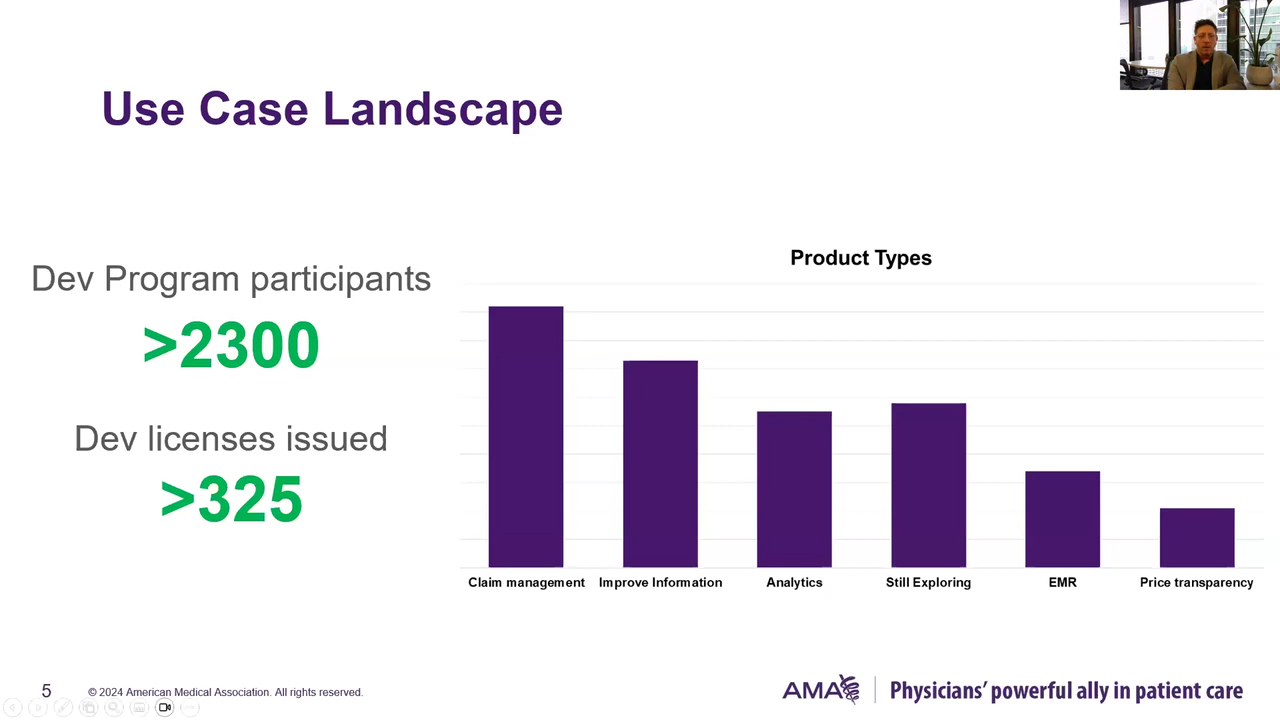 Use Case Landscape
Dev Program participants
>2300
Dev licenses issued
>325
Product Types
Claim management
Improve Information
Analytics
Still Exploring
EMR
Price transparency
5
© 2024 American Medical Association. All rights reserved.
AMA
Physicians’ powerful ally in patient care